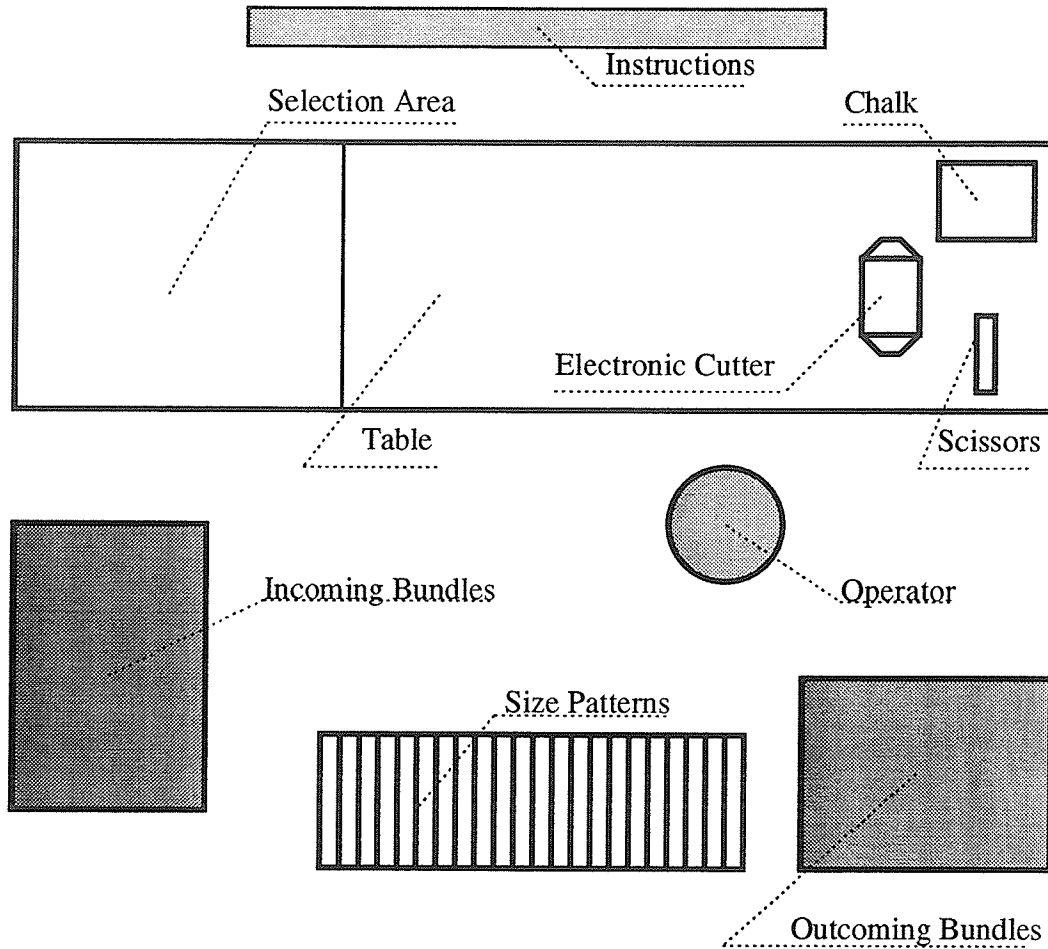 Instructions
Selection Area
Chalk
Electronic Cutter
Table
Scissors
Incoming Bundles
Operator
Size Patterns
Outcoming Bundles